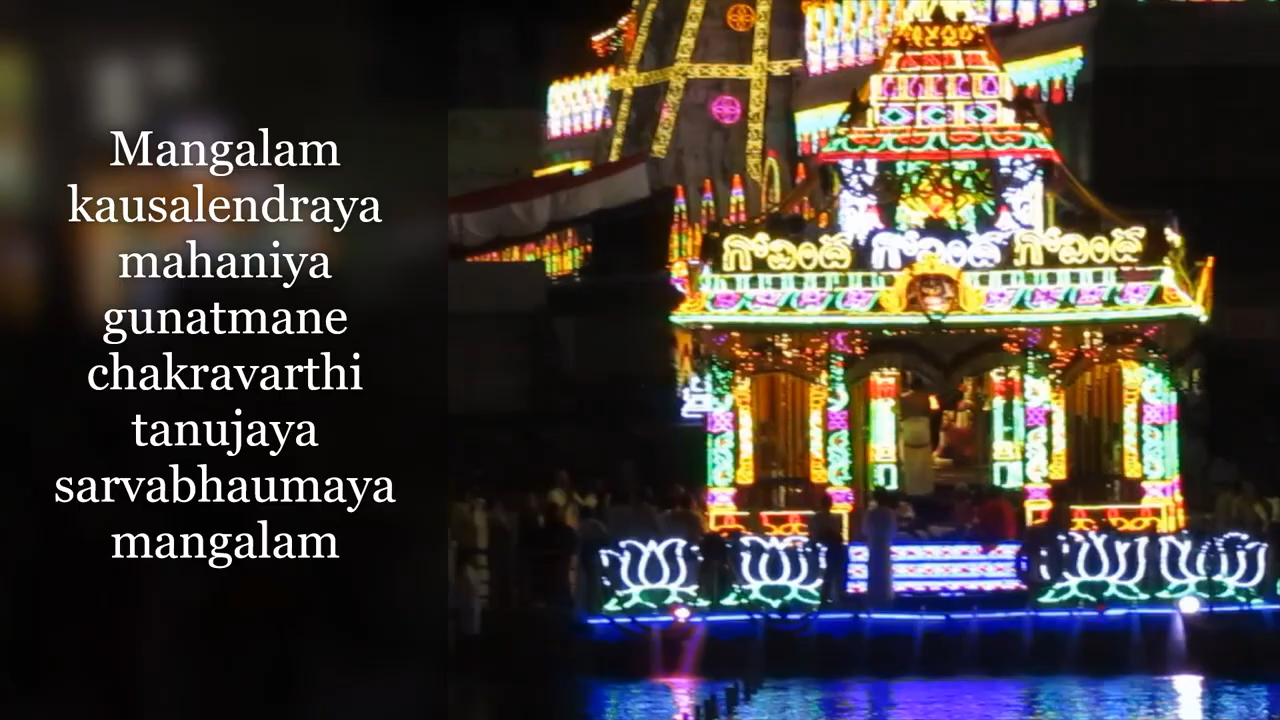 Mangalam
kausalendraya
mahaniya
gunatmane
chakravarthi
tanujaya
sarvabhaumaya
mangalam
గోవింద గోవింద గోవింద